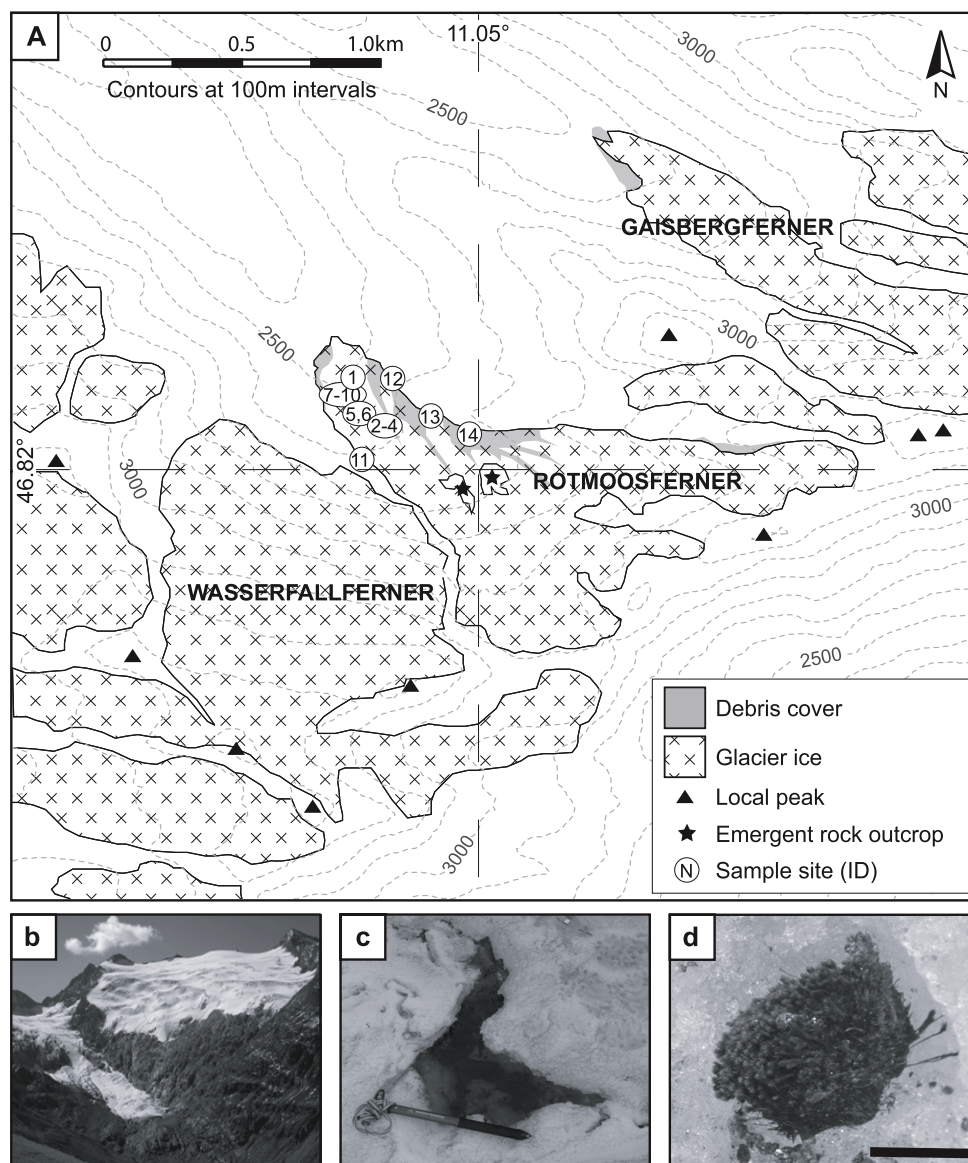 A
0 0.5 1.0km
Contours at 100m intervals
11.05°
N
3000
2500
GAISBERGFERNER
3000
2500
1
12
7-10
5,6
13
2-4
14
11
46.82°
3000
ROTMOOSFERNER
3000
WASSERFALLFERNER
2500
3000
Debris cover
Glacier ice
Local peak
Emergent rock outcrop
N Sample site (ID)
b
c
d